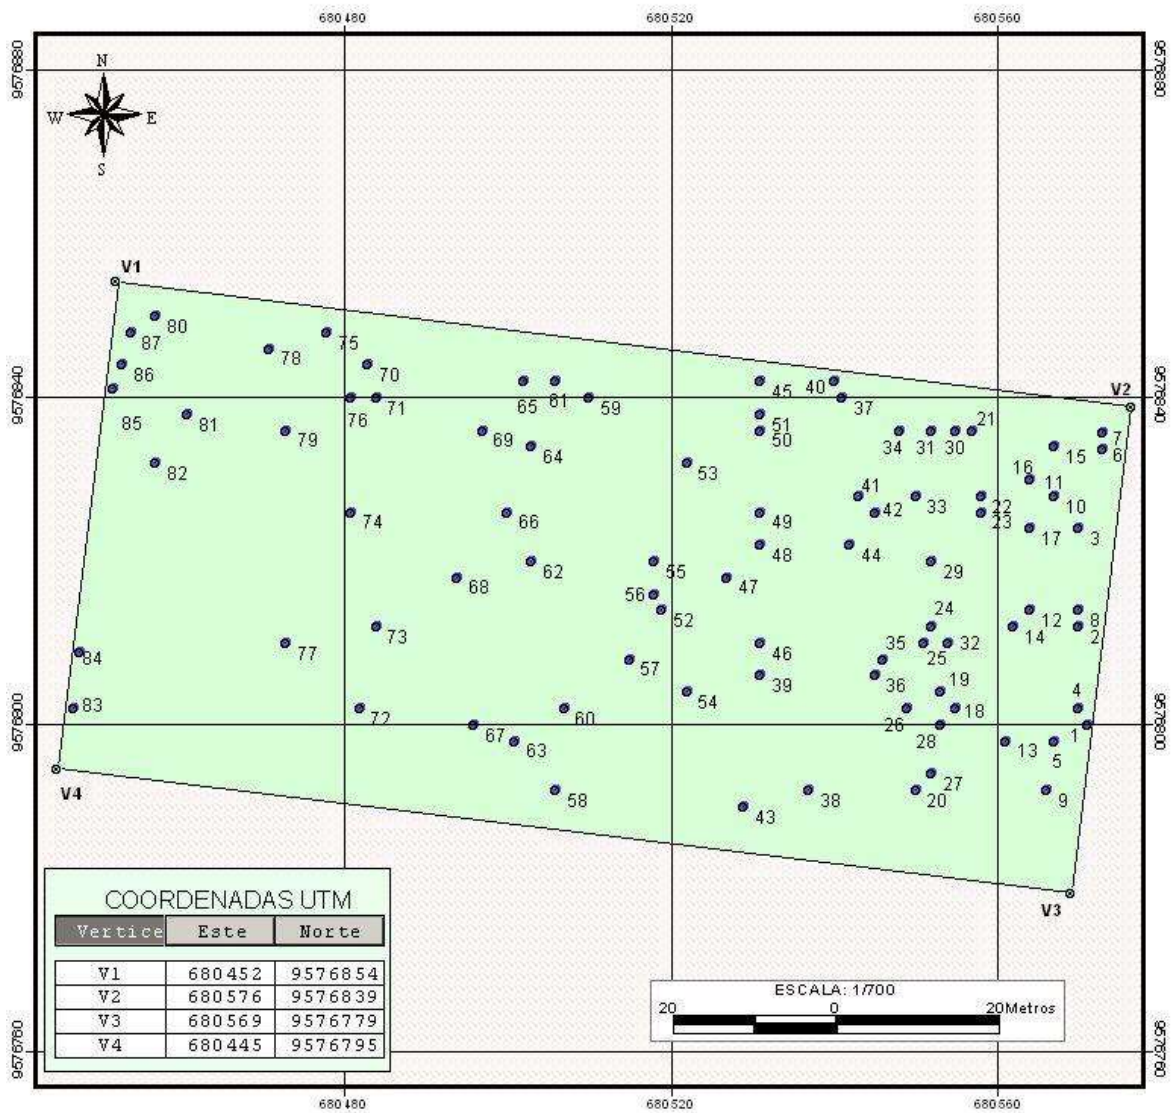 680480 680520 680560
9576880 9576880
N
W E
S
V1
80
87 75
78
86 70
45 40
85 81 76 71 65 61 59 37
V2
51 21
79 69 50 34 31 30 7
64 15 6
82 53 16 11
41
74 66 49 42 33 22 10
23
48 44 17 3
62 55 29
68 56 47
52 24 12 8
73 14 2
77 46 35 25 32
84 57
39 36 19
54 4
83 72 60 26 18
67 28 1
63 13 5
27
58 38 20 9
43
V4
V3
9576840 9576840
9576800 9576800
9576760 9576760
COORDENADAS UTM
Vertice Este Norte
V1 680452 9576854
V2 680576 9576839
V3 680569 9576779
V4 680445 9576795
ESCALA: 1/700
20 0 20 Metros
680480 680520 680560